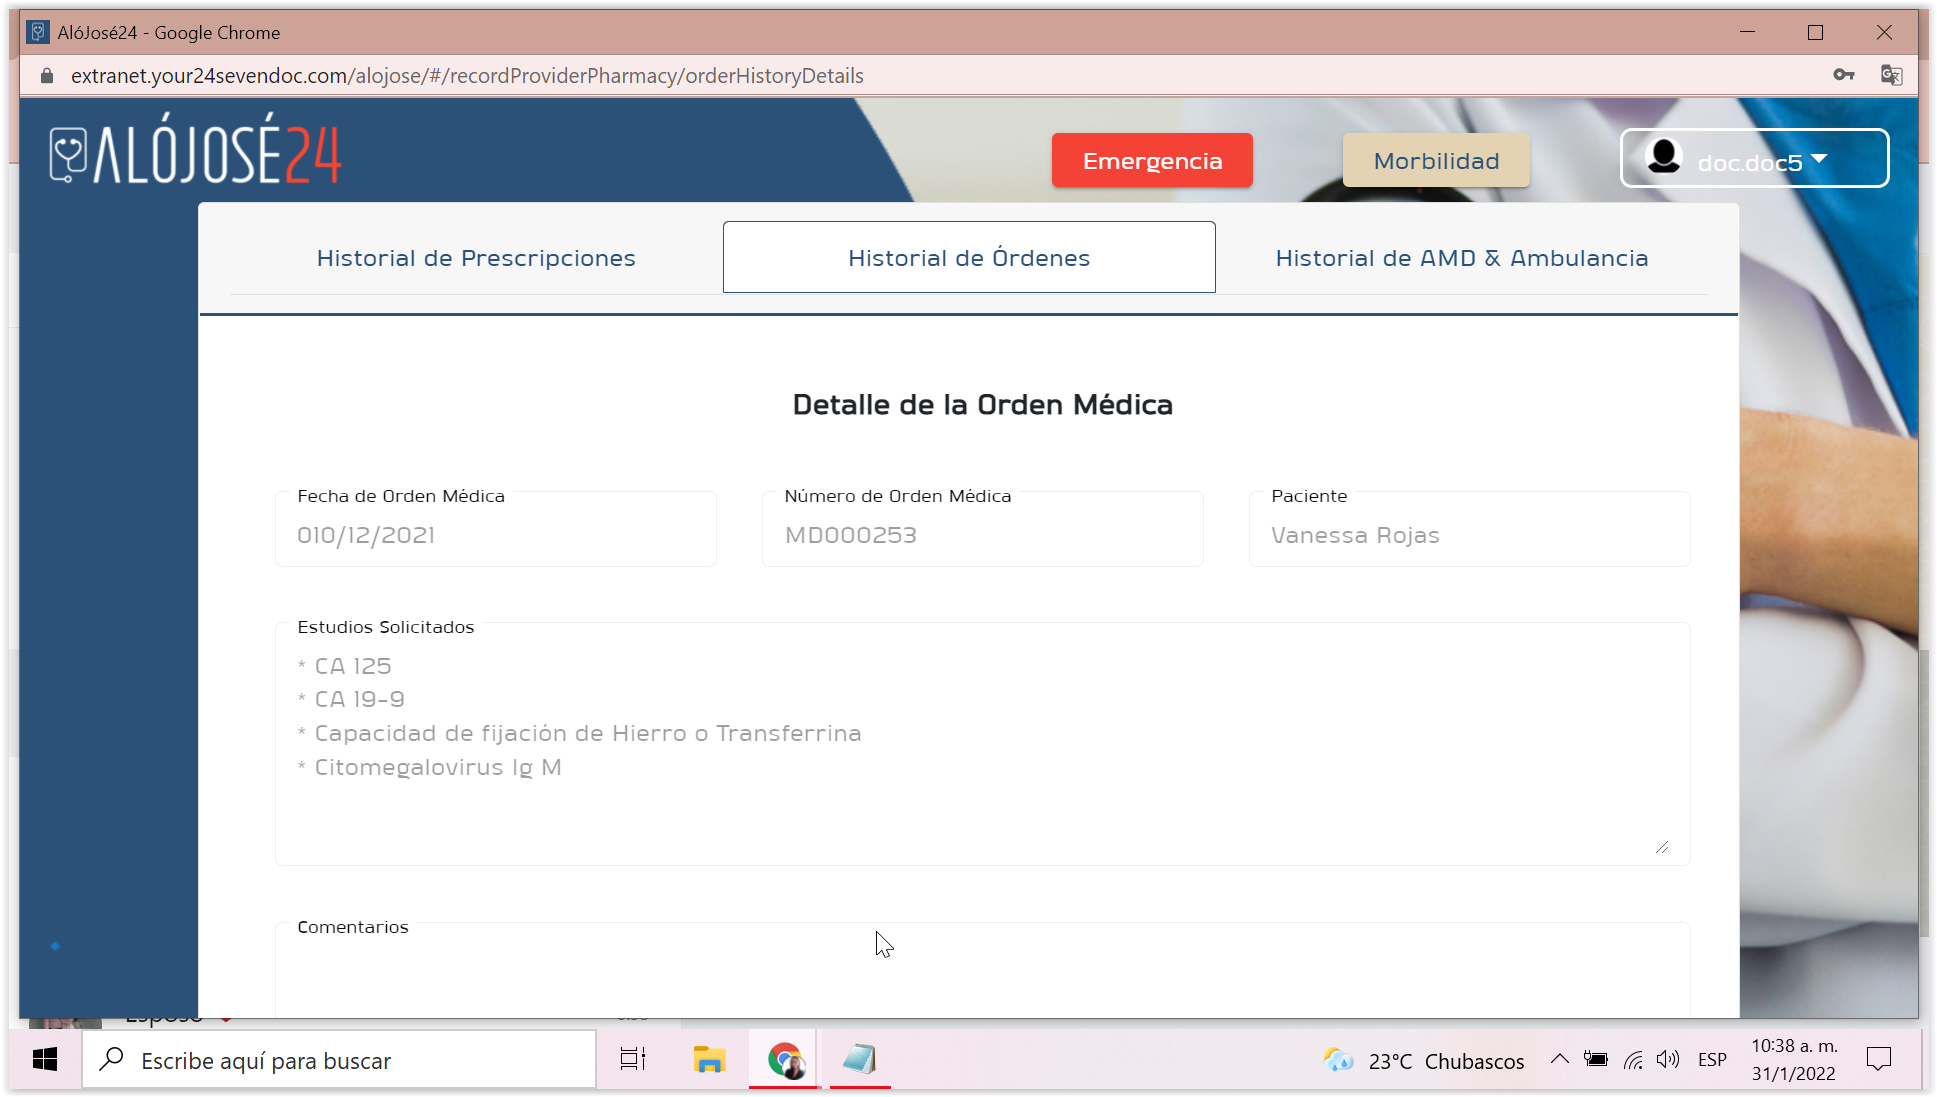 AlóJosé24 - Google Chrome
extranet.your24sevendoc.com/alojose/#/recordProviderPharmacy/orderHistoryDetails
ALÓJOSÉ24
Emergencia
Morbilidad
doc.doc5
Historial de Prescripciones
Historial de Órdenes
Historial de AMD & Ambulancia
Detalle de la Orden Médica
Fecha de Orden Médica
010/12/2021
Número de Orden Médica
MD000253
Paciente
Vanessa Rojas
Estudios Solicitados
* CA 125
* CA 19-9
* Capacidad de fijación de Hierro o Transferrina
* Citomegalovirus Ig M
Comentarios
Escribe aquí para buscar
23°C Chubascos
ESP
10:38 a. m.
31/1/2022